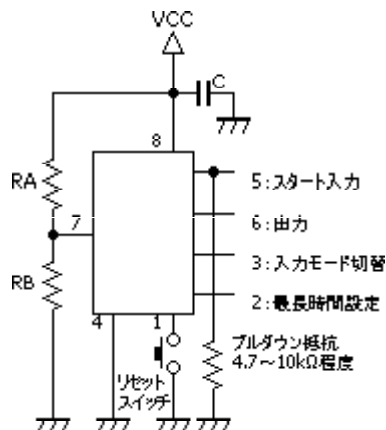 VCC
C
8
RA
5:スタート入力
7
6:出力
3:入力モード切替
RB
2:最長時間設定
4
1
プルダウン抵抗
4.7～10kΩ程度
リセット
スイッチ